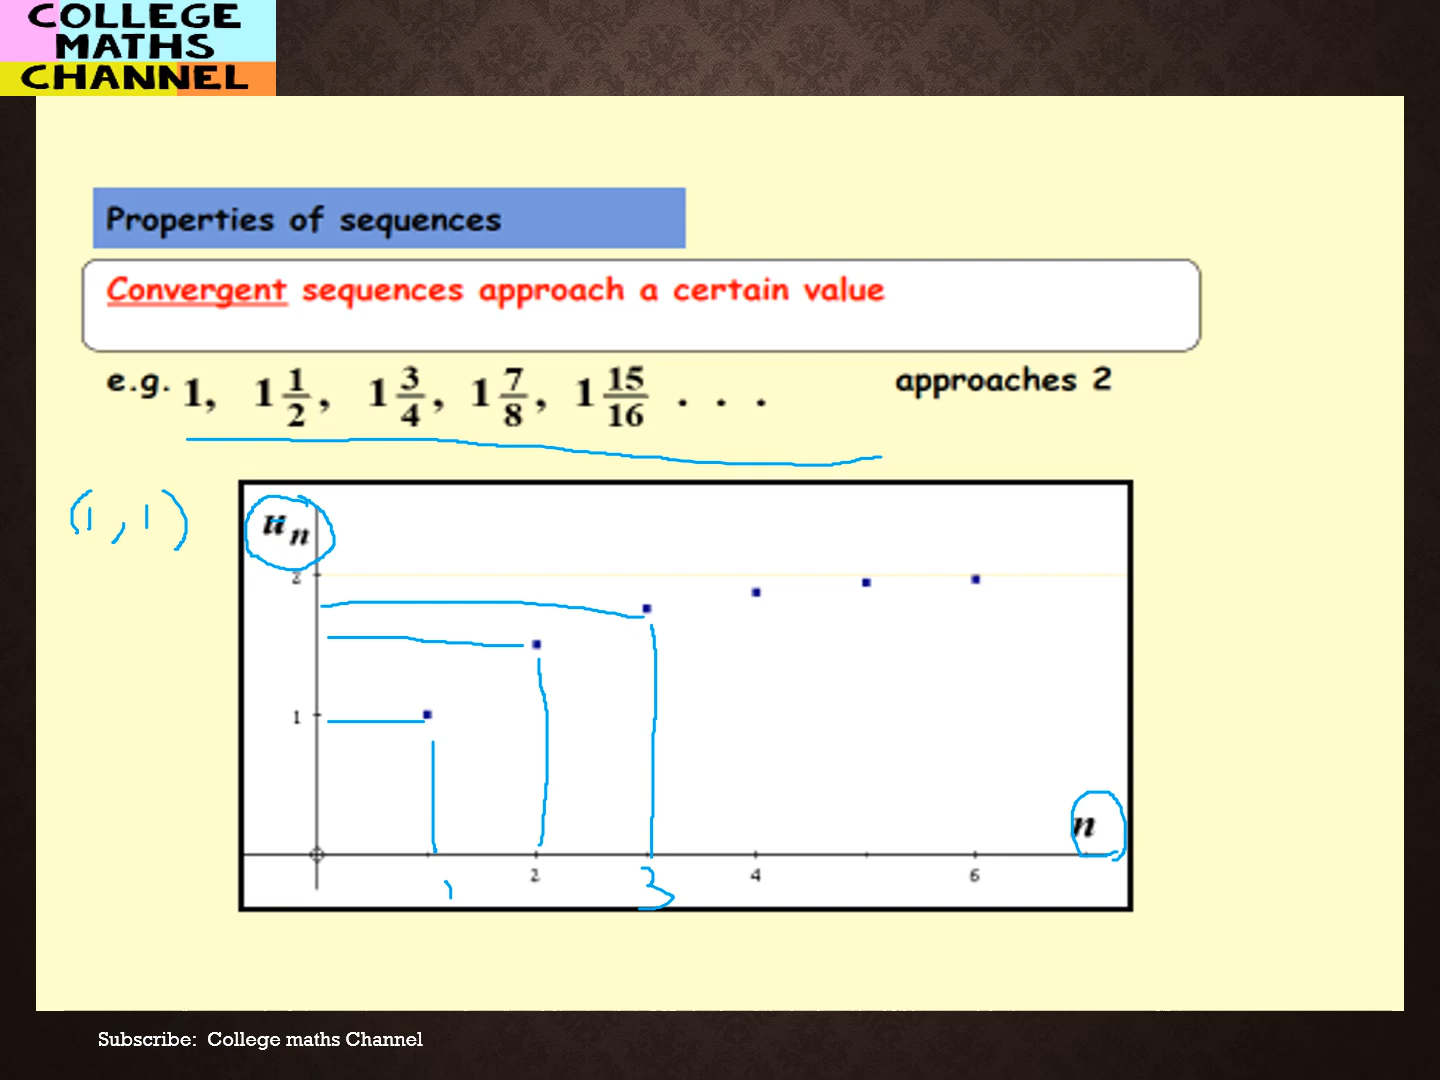 COLLEGE
MATHS
CHANNEL
Properties of sequences
Convergent sequences approach a certain value
e.g. 1, 1 1/2, 1 3/4, 1 7/8, 1 15/16 . . . approaches 2
(1,1)
u n
2
1
n
1 2 3 4 6
Subscribe: College maths Channel